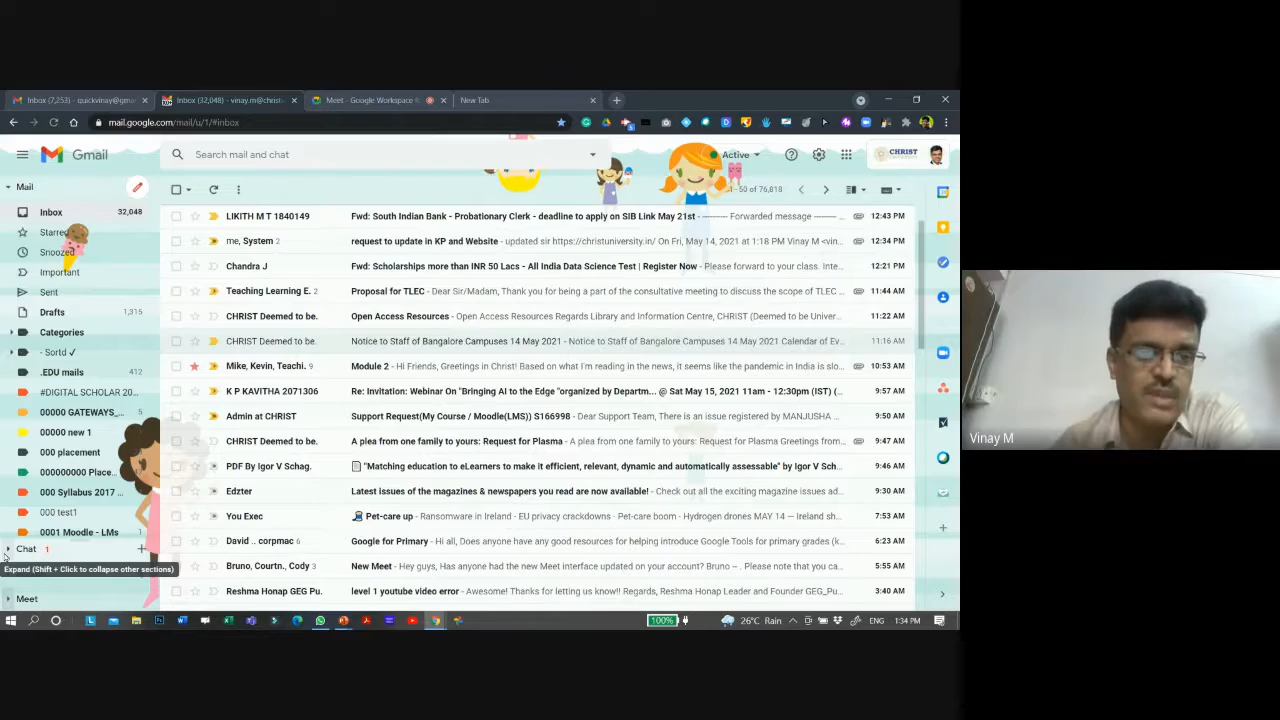 Inbox (7,253) - quickvinay@gma
Inbox (32,048) - vinay.m@christ
Meet - Google Workspace
New Tab
mail.google.com/mail/u/1/#inbox
Gmail
Search mail and chat
Active
CHRIST
Mail
1-50 of 76,818
Inbox 32,048
Starred
Snoozed
Important
Sent
Drafts 1,315
Categories
- Sortd ✓
.EDU mails 412
#DIGITAL SCHOLAR 20...
00000 GATEWAYS_... 5
00000 new 1
000 placement
000000000 Place...
000 Syllabus 2017 ...
000 test1
0001 Moodle - LMs 1
Chat 1
Expand (Shift + Click to collapse other sections)
Meet
LIKITH M T 1840149 Fwd: South Indian Bank - Probationary Clerk - deadline to apply on SIB Link May 21st - ---------- Forwarded message --------- ... 12:43 PM
me, System 2 request to update in KP and Website - updated sir https://christuniversity.in/ On Fri, May 14, 2021 at 1:18 PM Vinay M <vin... 12:34 PM
Chandra J Fwd: Scholarships more than INR 50 Lacs - All India Data Science Test | Register Now - Please forward to your class. Inte... 12:21 PM
Teaching Learning E. 2 Proposal for TLEC - Dear Sir/Madam, Thank you for being a part of the consultative meeting to discuss the scope of TLEC ... 11:44 AM
CHRIST Deemed to be. Open Access Resources - Open Access Resources Regards Library and Information Centre, CHRIST (Deemed to be Univer... 11:22 AM
CHRIST Deemed to be. Notice to Staff of Bangalore Campuses 14 May 2021 - Notice to Staff of Bangalore Campuses 14 May 2021 Calendar of Ev... 11:16 AM
Mike, Kevin, Teachi. 9 Module 2 - Hi Friends, Greetings in Christ! Based on what I'm reading in the news, it seems like the pandemic in India is slo... 10:53 AM
K P KAVITHA 2071306 Re: Invitation: Webinar On "Bringing AI to the Edge "organized by Departm... @ Sat May 15, 2021 11am - 12:30pm (IST) (... 9:57 AM
Admin at CHRIST Support Request(My Course / Moodle(LMS)) S166998 - Dear Support Team, There is an issue registered by MANJUSHA ... 9:50 AM
CHRIST Deemed to be. A plea from one family to yours: Request for Plasma - A plea from one family to yours: Request for Plasma Greetings from... 9:47 AM
PDF By Igor V Schag. "Matching education to eLearners to make it efficient, relevant, dynamic and automatically assessable" by Igor V Sch... 9:46 AM
Edzter Latest issues of the magazines & newspapers you read are now available! - Check out all the exciting magazine issues ad... 9:30 AM
You Exec Pet-care up - Ransomware in Ireland - EU privacy crackdowns - Pet-care boom - Hydrogen drones MAY 14 — Ireland sh... 7:53 AM
David .. corpmac 6 Google for Primary - Hi all, Does anyone have any good resources for helping introduce Google Tools for primary grades (k... 6:23 AM
Bruno, Courtn., Cody 3 New Meet - Hey guys, Has anyone had the new Meet interface updated on your account? Bruno -- . Please note that you ca... 5:55 AM
Reshma Honap GEG Pu. level 1 youtube video error - Awesome! Thanks for letting us know!! Regards, Reshma Honap Leader and Founder GEG_Pu... 3:40 AM
100%
26°C Rain
ENG
1:34 PM
Vinay M